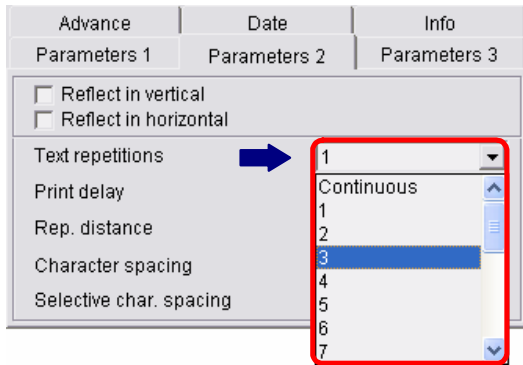 Advance Date Info
Parameters 1 Parameters 2 Parameters 3
Reflect in vertical
Reflect in horizontal
Text repetitions 1
Print delay Continuous
1
Rep. distance 2
3
Character spacing 4
5
Selective char. spacing 6
7